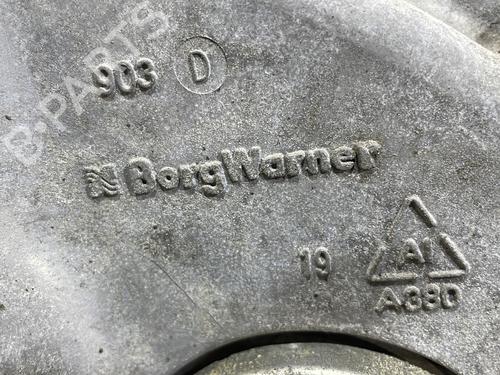 B-PARTS
903 D
BorgWarner
19 Al
A380